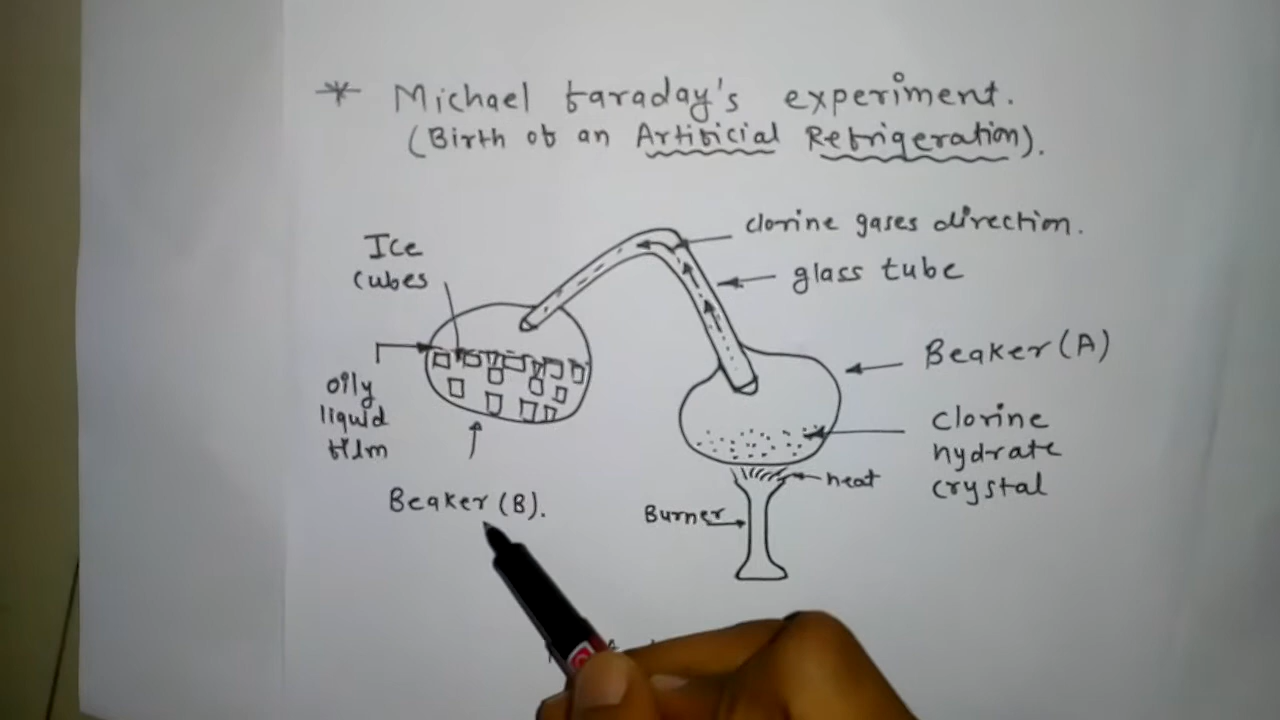 * Michael faraday's experiment.
(Birth of an Artificial Refrigeration).
clorine gases direction.
Ice
cubes
glass tube
Beaker (A)
oily
liquid
film
clorine
hydrate
crystal
heat
Beaker (B).
Burner